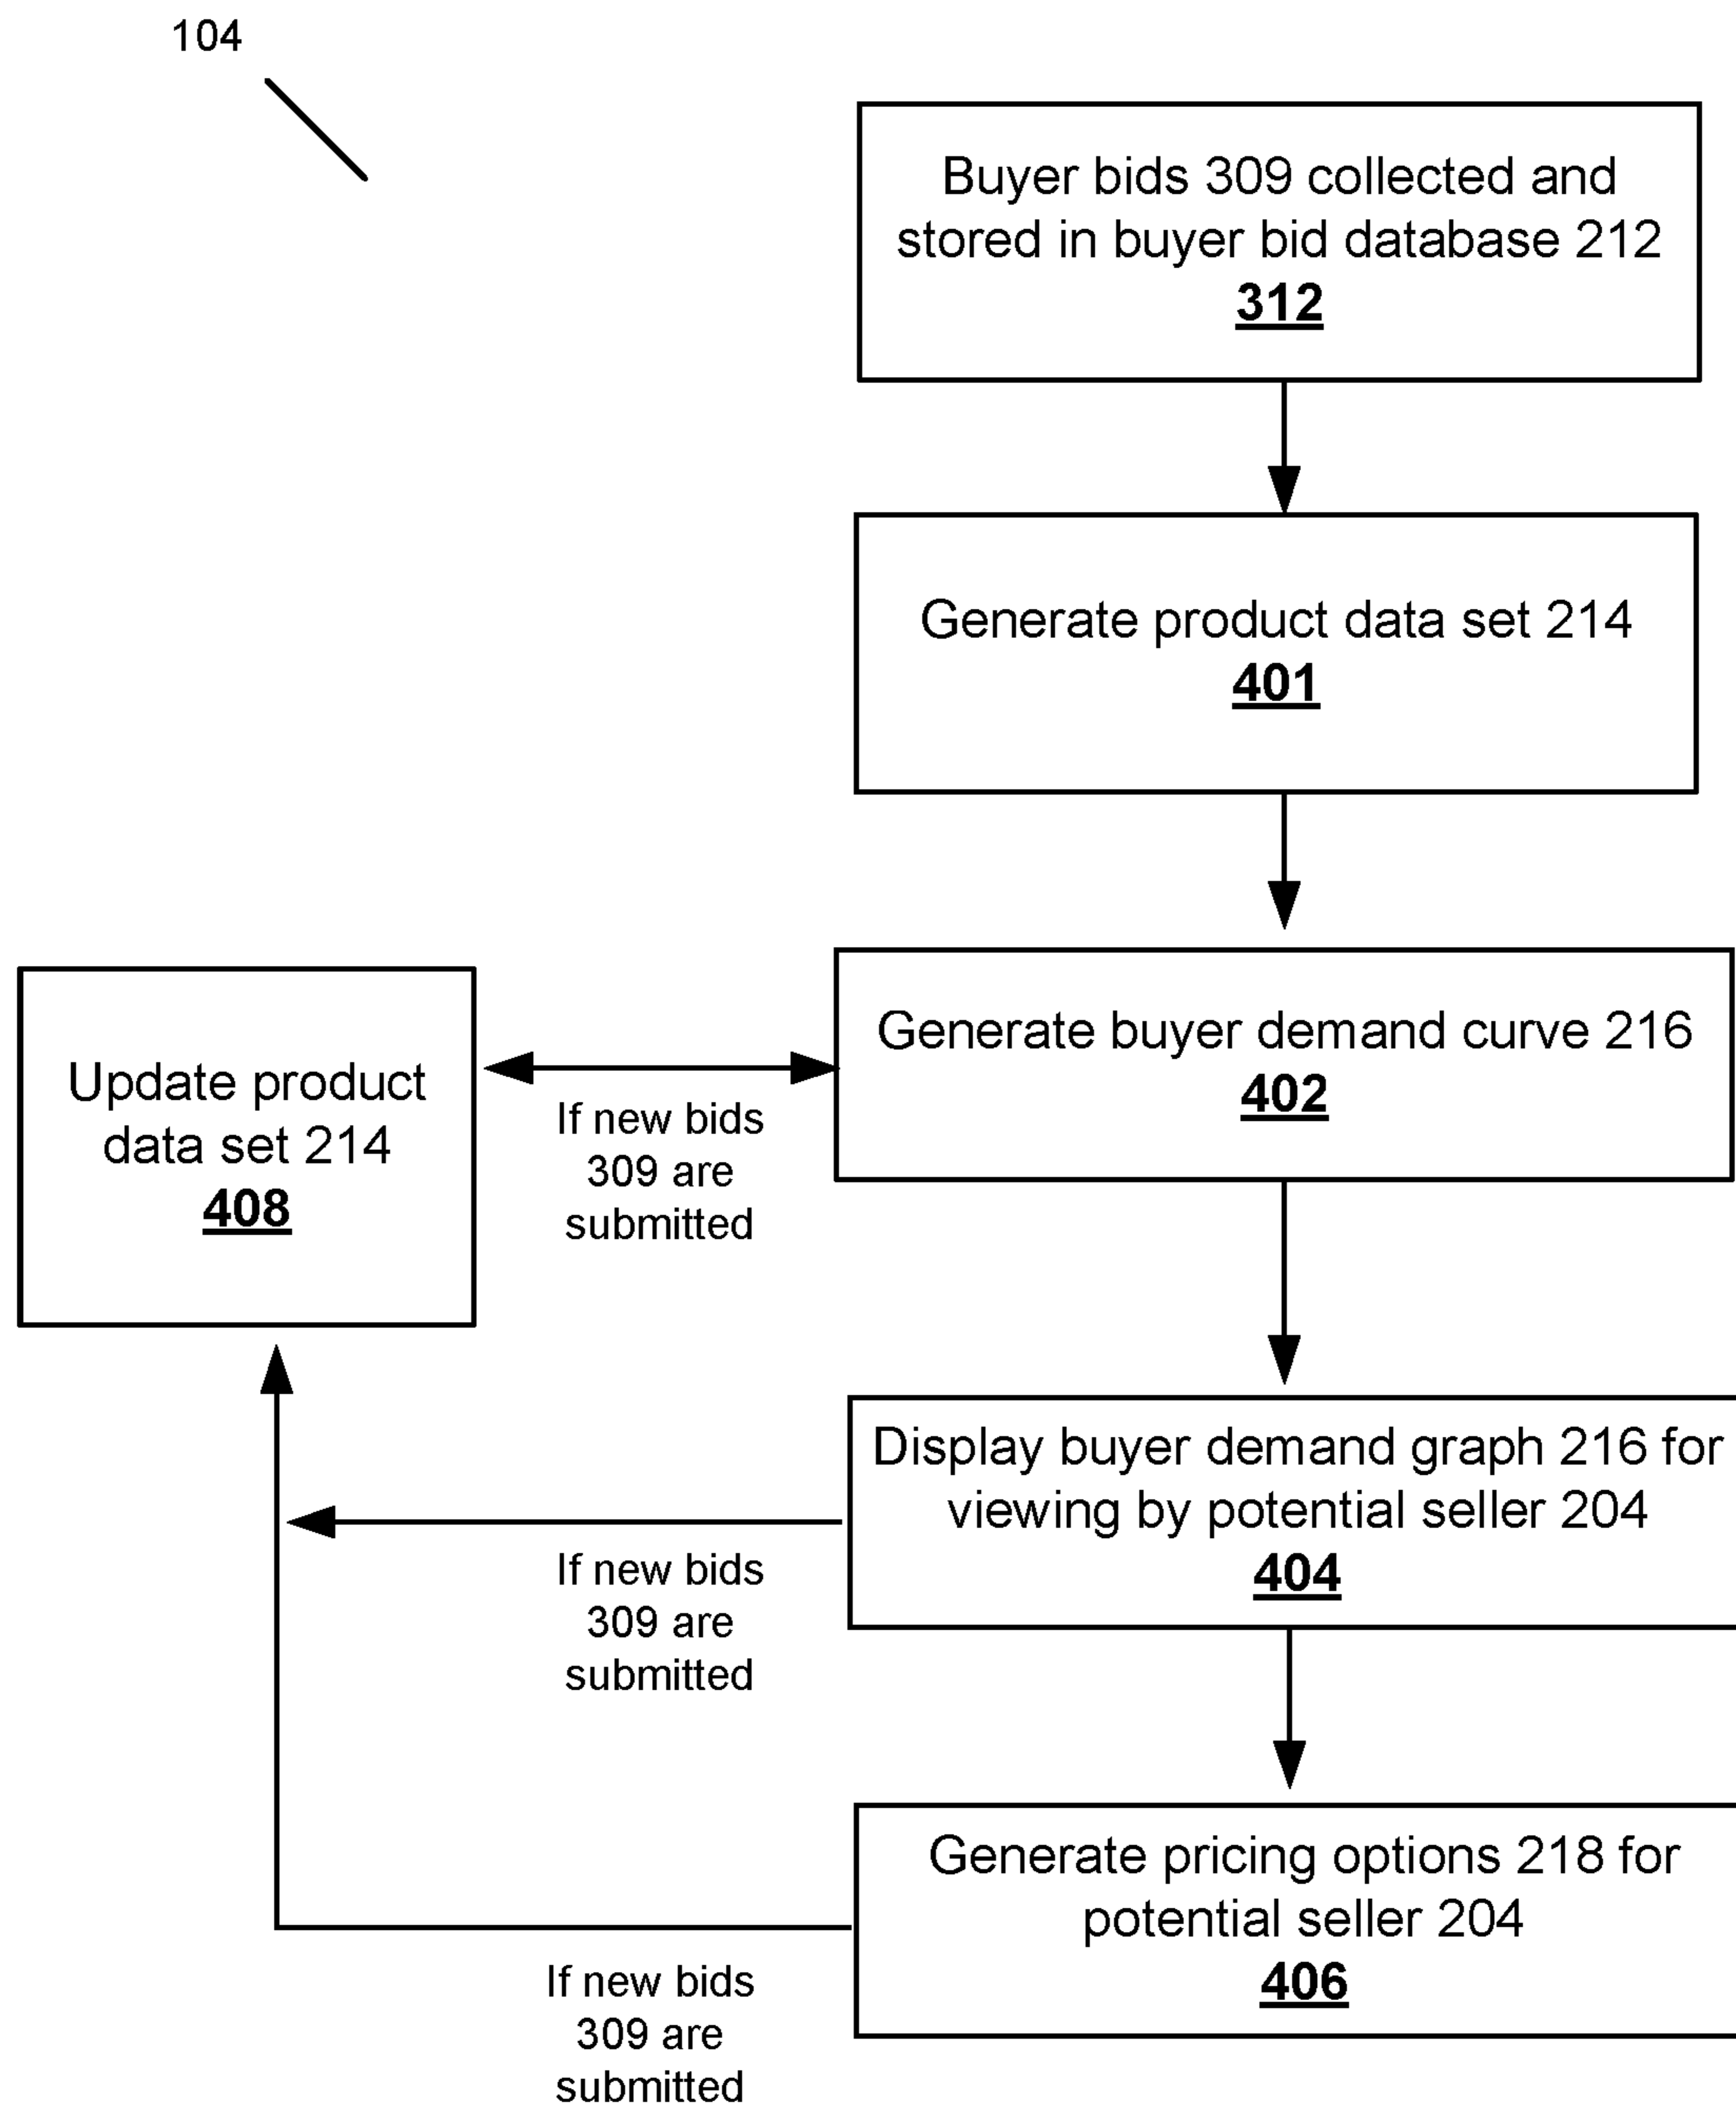 104
Buyer bids 309 collected and
stored in buyer bid database 212
312
Generate product data set 214
401
Generate buyer demand curve 216
402
Update product
data set 214
408
If new bids
309 are
submitted
Display buyer demand graph 216 for
viewing by potential seller 204
404
If new bids
309 are
submitted
Generate pricing options 218 for
potential seller 204
406
If new bids
309 are
submitted